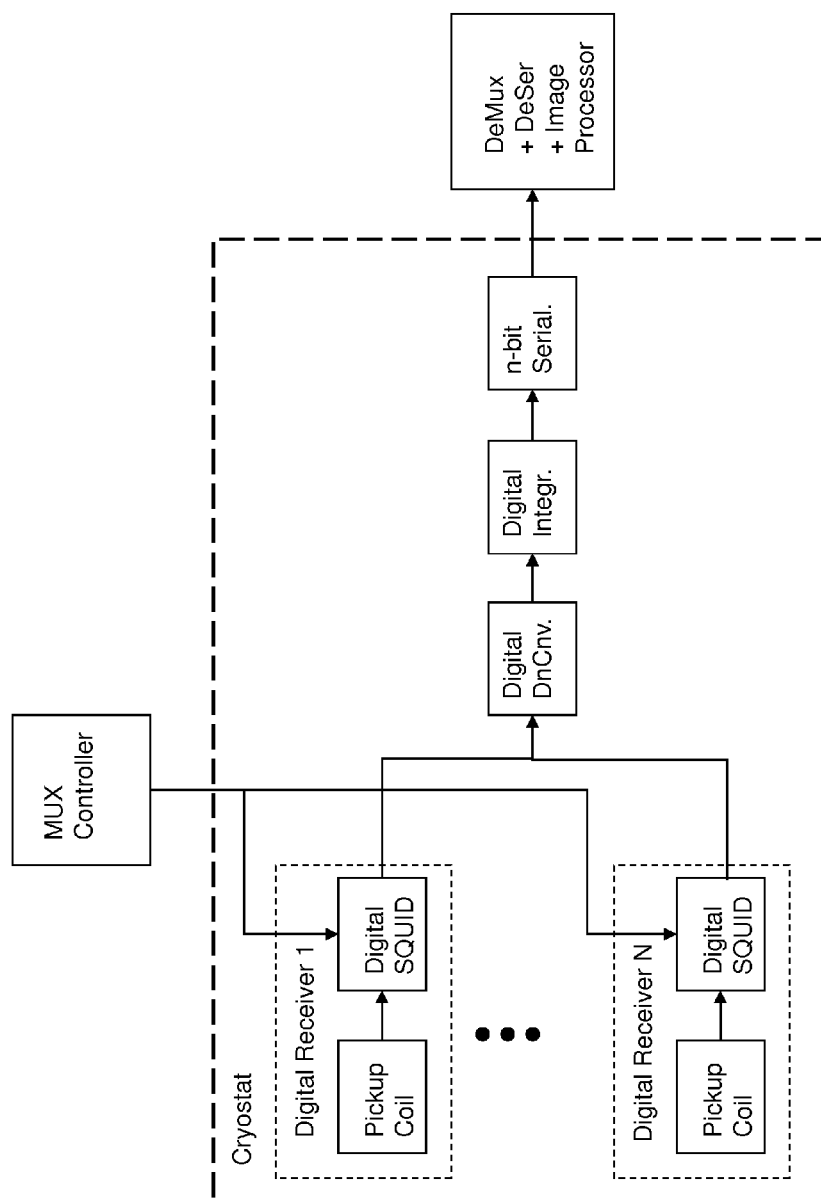 MUX
Controller
Cryostat
Digital Receiver 1
Pickup
Coil
Digital
SQUID
Digital Receiver N
Pickup
Coil
Digital
SQUID
Digital
DnCnv.
Digital
Integr.
n-bit
Serial.
DeMux
+ DeSer
+ Image
Processor